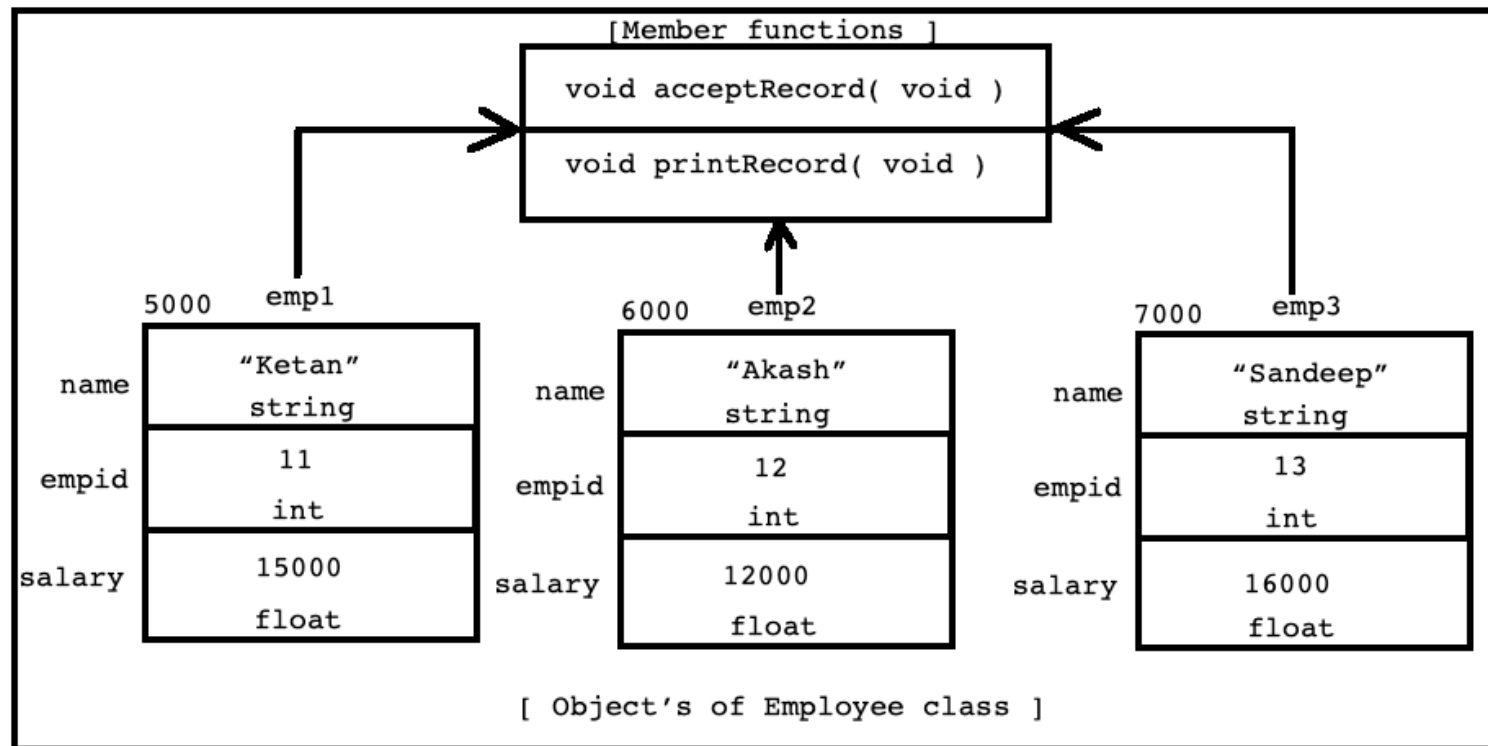 [Member functions ]
void acceptRecord( void )
void printRecord( void )
5000 emp1
6000 emp2
7000 emp3
name “Ketan”
string
empid 11
int
salary 15000
float
name “Akash”
string
empid 12
int
salary 12000
float
name “Sandeep”
string
empid 13
int
salary 16000
float
[ Object's of Employee class ]